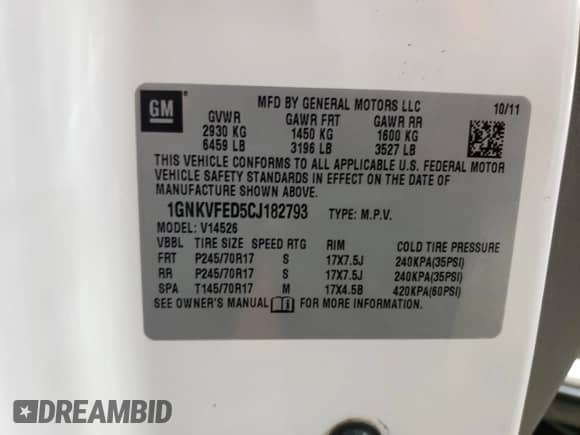 GM
MFD BY GENERAL MOTORS LLC 10/11
GVWR GAWR FRT GAWR RR
2930 KG 1450 KG 1600 KG
6459 LB 3196 LB 3527 LB
THIS VEHICLE CONFORMS TO ALL APPLICABLE U.S. FEDERAL MOTOR
VEHICLE SAFETY STANDARDS IN EFFECT ON THE DATE OF
MANUFACTURE SHOWN ABOVE.
1GNKVFED5CJ182793 TYPE: M.P.V.
MODEL: V14526
VBBL TIRE SIZE SPEED RTG RIM COLD TIRE PRESSURE
FRT P245/70R17 S 17X7.5J 240KPA(35PSI)
RR P245/70R17 S 17X7.5J 240KPA(35PSI)
SPA T145/70R17 M 17X4.5B 420KPA(60PSI)
SEE OWNER'S MANUAL FOR MORE INFORMATION
DREAMBID